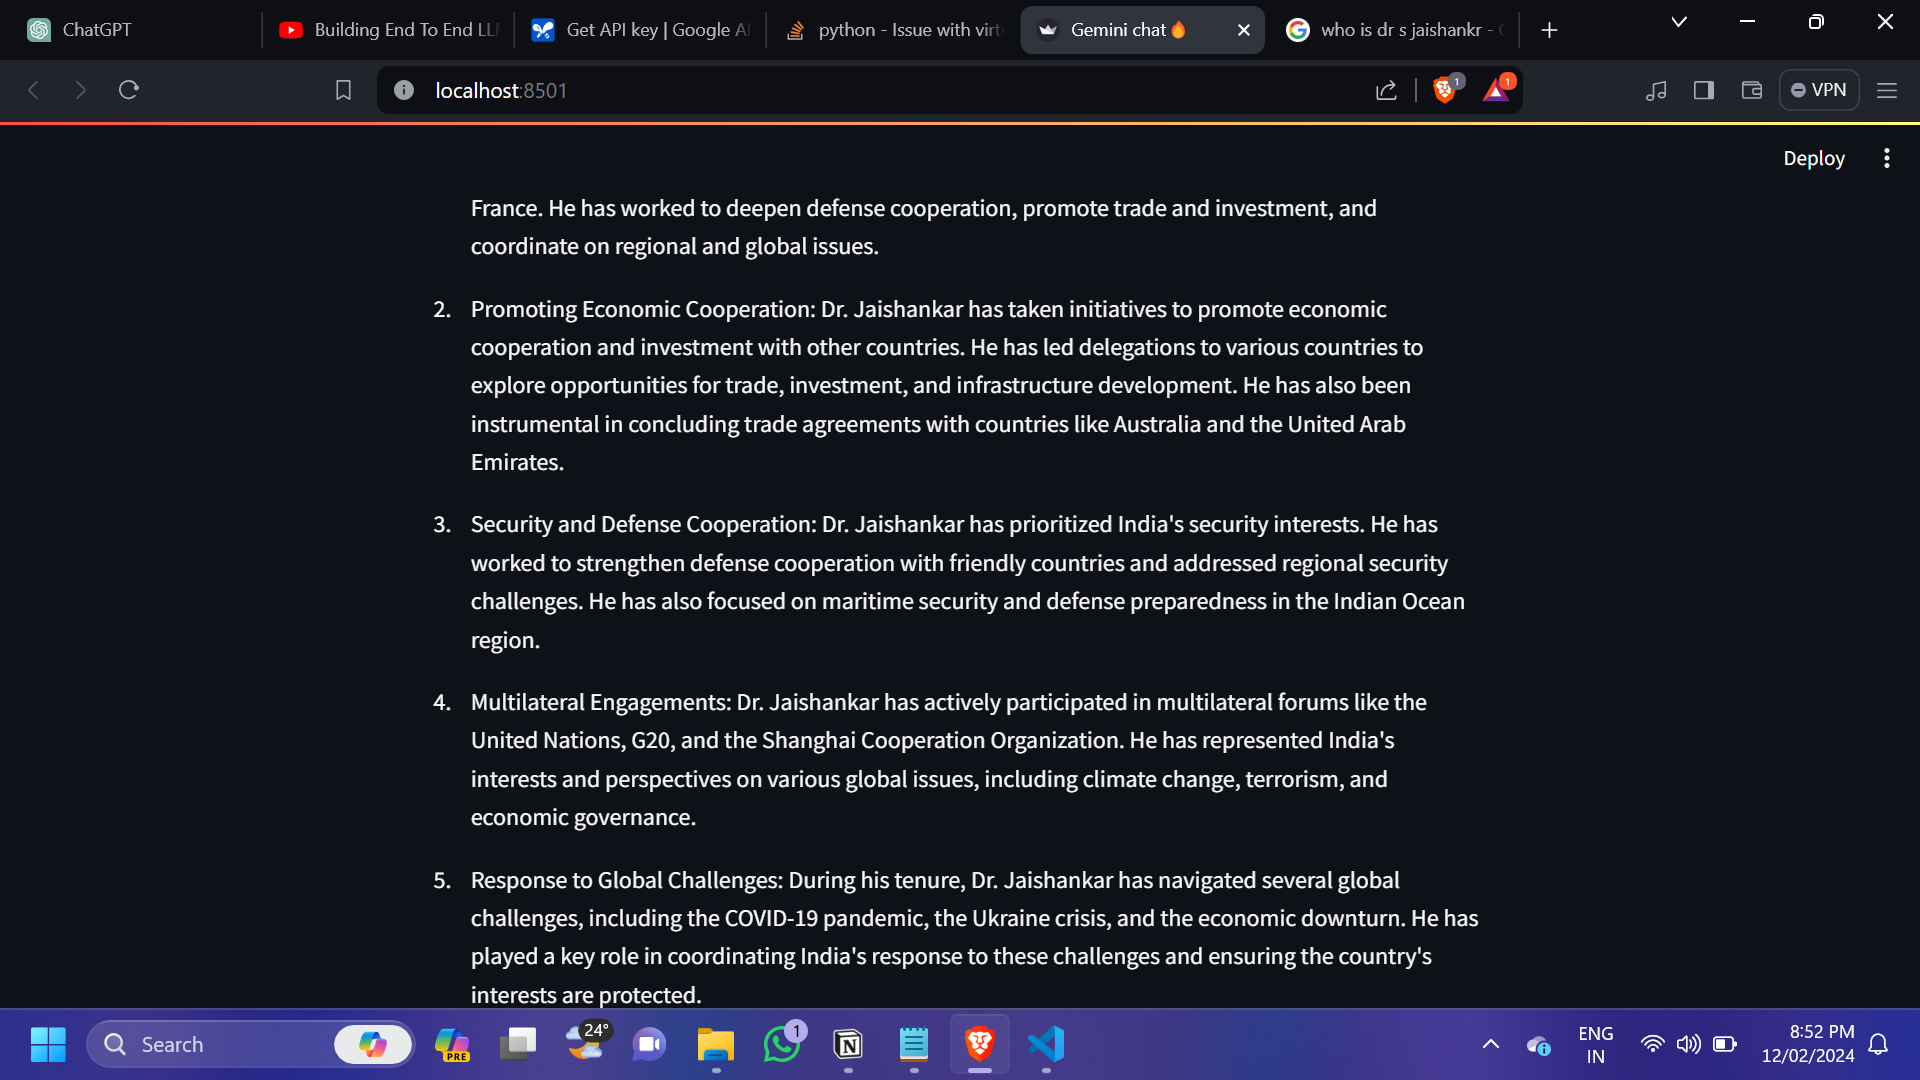 ChatGPT
Building End To End LL
Get API key | Google A
python - Issue with virt
Gemini chat🔥
who is dr s jaishankr -
localhost:8501
1
1
VPN
Deploy
France. He has worked to deepen defense cooperation, promote trade and investment, and
coordinate on regional and global issues.
2. Promoting Economic Cooperation: Dr. Jaishankar has taken initiatives to promote economic
cooperation and investment with other countries. He has led delegations to various countries to
explore opportunities for trade, investment, and infrastructure development. He has also been
instrumental in concluding trade agreements with countries like Australia and the United Arab
Emirates.
3. Security and Defense Cooperation: Dr. Jaishankar has prioritized India's security interests. He has
worked to strengthen defense cooperation with friendly countries and addressed regional security
challenges. He has also focused on maritime security and defense preparedness in the Indian Ocean
region.
4. Multilateral Engagements: Dr. Jaishankar has actively participated in multilateral forums like the
United Nations, G20, and the Shanghai Cooperation Organization. He has represented India's
interests and perspectives on various global issues, including climate change, terrorism, and
economic governance.
5. Response to Global Challenges: During his tenure, Dr. Jaishankar has navigated several global
challenges, including the COVID-19 pandemic, the Ukraine crisis, and the economic downturn. He has
played a key role in coordinating India's response to these challenges and ensuring the country's
interests are protected.
Search
PRE
24°
1
ENG
IN
8:52 PM
12/02/2024